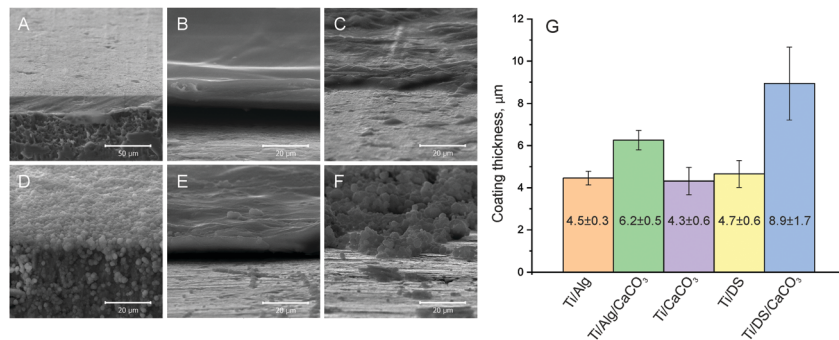 A
B
C
50 µm
20 µm
20 µm
D
E
F
20 µm
20 µm
20 µm
G
Coating thickness, µm
12
10
8
6
4
2
0
4.5±0.3
6.2±0.5
4.3±0.6
4.7±0.6
8.9±1.7
Ti/Alg
Ti/Alg/CaCO₃
Ti/CaCO₃
Ti/DS
Ti/DS/CaCO₃